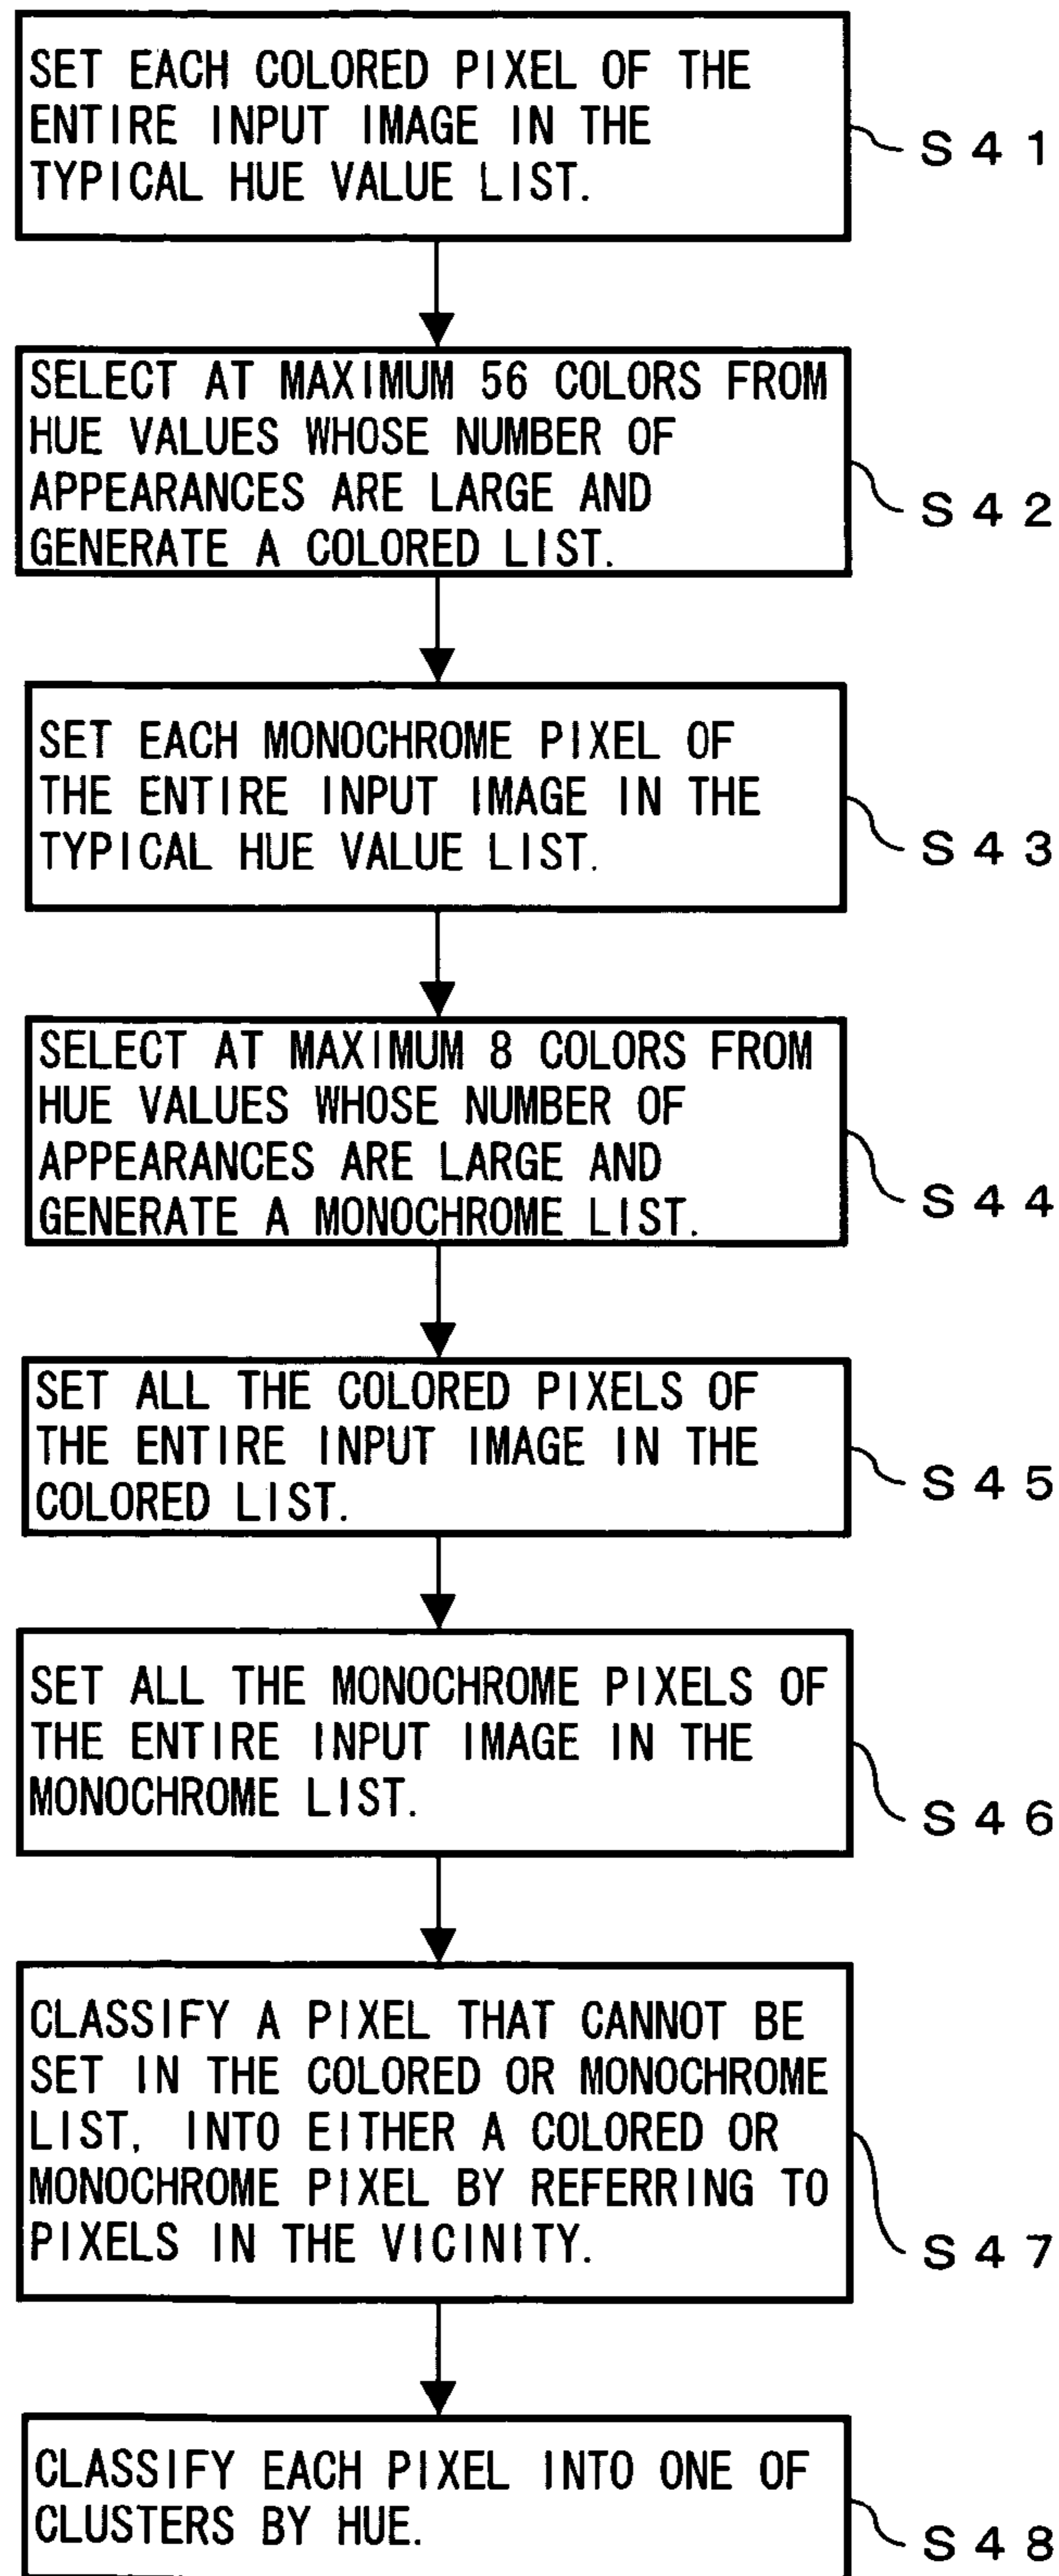 SET EACH COLORED PIXEL OF THE
ENTIRE INPUT IMAGE IN THE
TYPICAL HUE VALUE LIST.
S41
SELECT AT MAXIMUM 56 COLORS FROM
HUE VALUES WHOSE NUMBER OF
APPEARANCES ARE LARGE AND
GENERATE A COLORED LIST.
S42
SET EACH MONOCHROME PIXEL OF
THE ENTIRE INPUT IMAGE IN THE
TYPICAL HUE VALUE LIST.
S43
SELECT AT MAXIMUM 8 COLORS FROM
HUE VALUES WHOSE NUMBER OF
APPEARANCES ARE LARGE AND
GENERATE A MONOCHROME LIST.
S44
SET ALL THE COLORED PIXELS OF
THE ENTIRE INPUT IMAGE IN THE
COLORED LIST.
S45
SET ALL THE MONOCHROME PIXELS OF
THE ENTIRE INPUT IMAGE IN THE
MONOCHROME LIST.
S46
CLASSIFY A PIXEL THAT CANNOT BE
SET IN THE COLORED OR MONOCHROME
LIST, INTO EITHER A COLORED OR
MONOCHROME PIXEL BY REFERRING TO
PIXELS IN THE VICINITY.
S47
CLASSIFY EACH PIXEL INTO ONE OF
CLUSTERS BY HUE.
S48